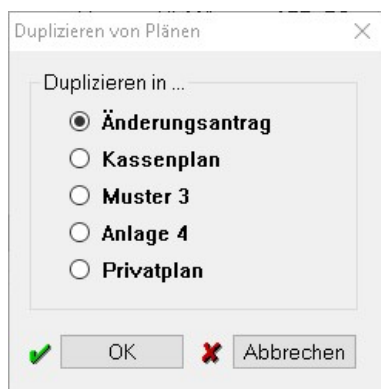 Duplizieren von Plänen
Duplizieren in ...
Änderungsantrag
Kassenplan
Muster 3
Anlage 4
Privatplan
OK
Abbrechen